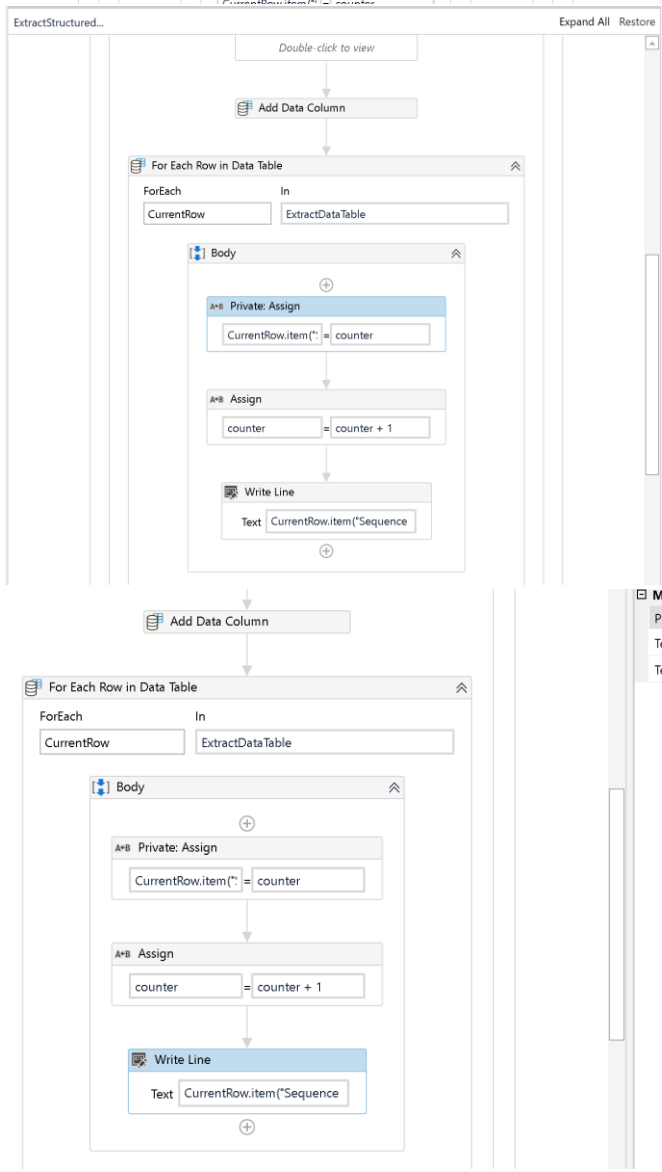 CurrentRow.item(": = counter
ExtractStructured... Expand All Restore
Double-click to view
Add Data Column
For Each Row in Data Table
ForEach In
CurrentRow ExtractDataTable
Body
A+B Private: Assign
CurrentRow.item(": = counter
A+B Assign
counter = counter + 1
Write Line
Text CurrentRow.item("Sequence
Add Data Column
For Each Row in Data Table
ForEach In
CurrentRow ExtractDataTable
Body
A+B Private: Assign
CurrentRow.item(": = counter
A+B Assign
counter = counter + 1
Write Line
Text CurrentRow.item("Sequence